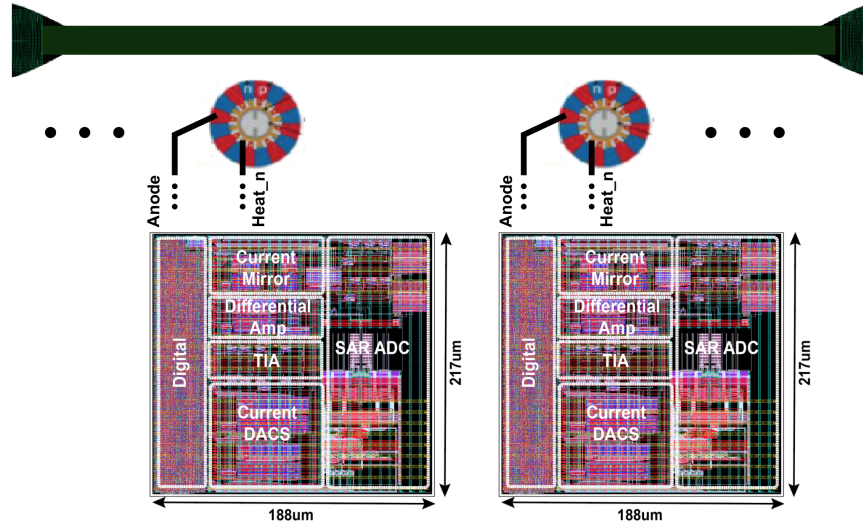 n p
n p
Anode
Heat_n
Anode
Heat_n
Digital
Current
Mirror
Differential
Amp
TIA
Current
DACS
SAR ADC
217um
188um
Digital
Current
Mirror
Differential
Amp
TIA
Current
DACS
SAR ADC
217um
188um